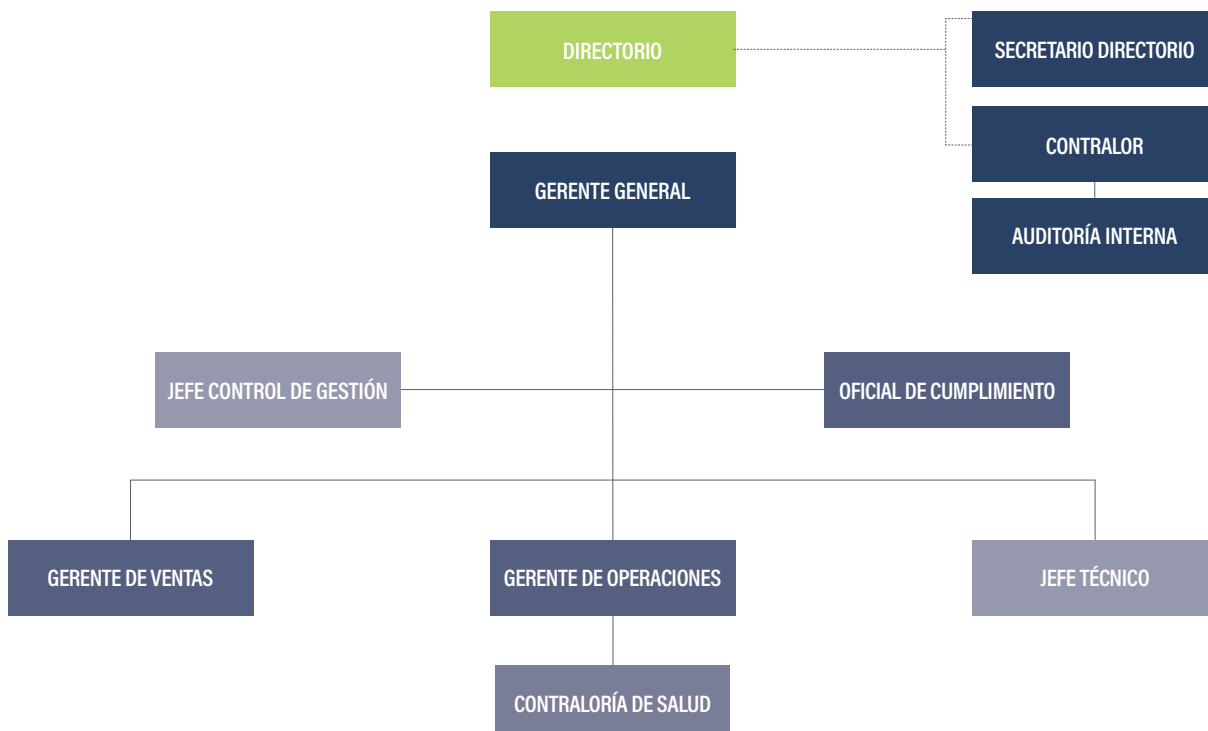 DIRECTORIO
SECRETARIO DIRECTORIO
CONTRALOR
GERENTE GENERAL
AUDITORÍA INTERNA
JEFE CONTROL DE GESTIÓN
OFICIAL DE CUMPLIMIENTO
GERENTE DE VENTAS
GERENTE DE OPERACIONES
JEFE TÉCNICO
CONTRALORÍA DE SALUD